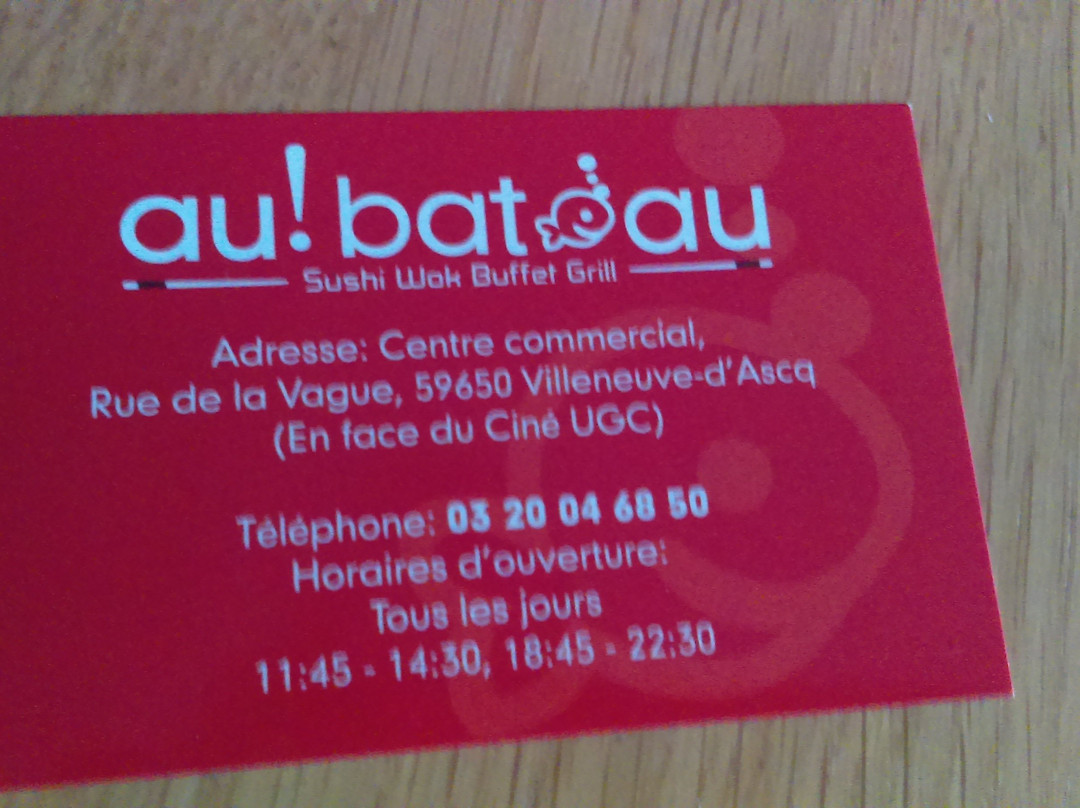 au! bateau
Sushi Wok Buffet Grill
Adresse: Centre commercial,
Rue de la Vague, 59650 Villeneuve-d'Ascq
(En face du Ciné UGC)
Téléphone: 03 20 04 68 50
Horaires d'ouverture:
Tous les jours
11:45 - 14:30, 18:45 - 22:30